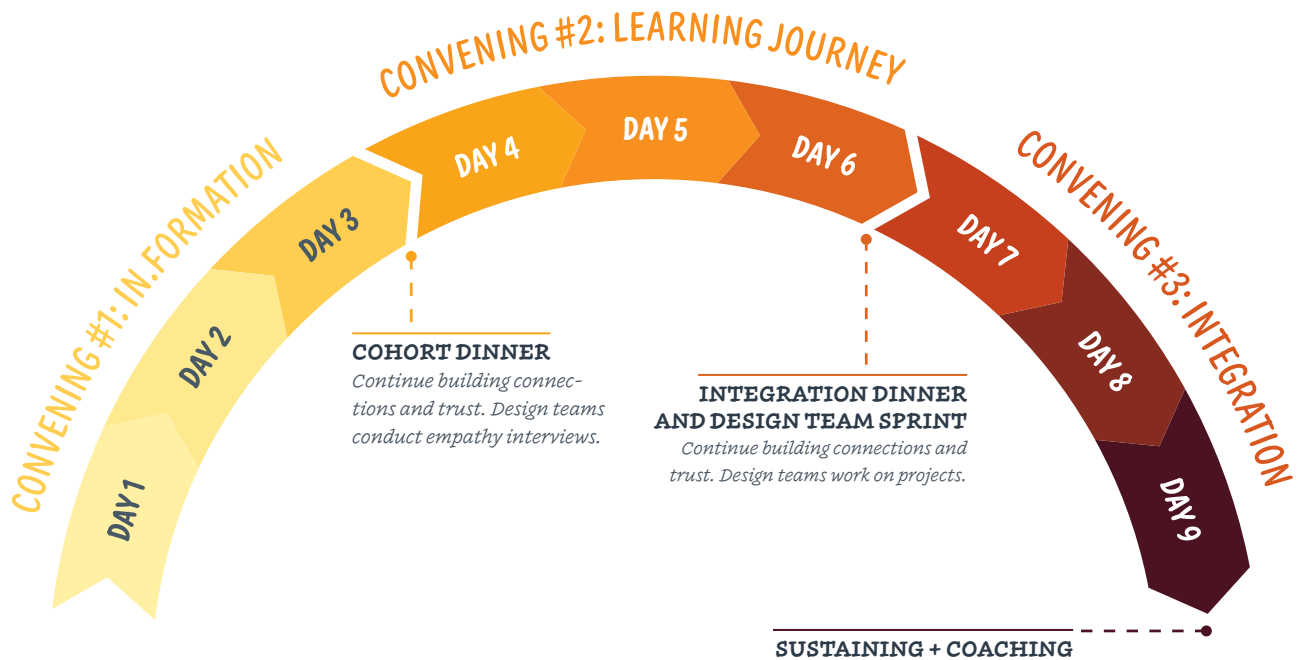 CONVENING #1: IN.FORMATION
DAY 1
DAY 2
DAY 3
CONVENING #2: LEARNING JOURNEY
DAY 4
DAY 5
DAY 6
CONVENING #3: INTEGRATION
DAY 7
DAY 8
DAY 9
COHORT DINNER
Continue building connec-
tions and trust. Design teams
conduct empathy interviews.
INTEGRATION DINNER
AND DESIGN TEAM SPRINT
Continue building connections and
trust. Design teams work on projects.
SUSTAINING + COACHING